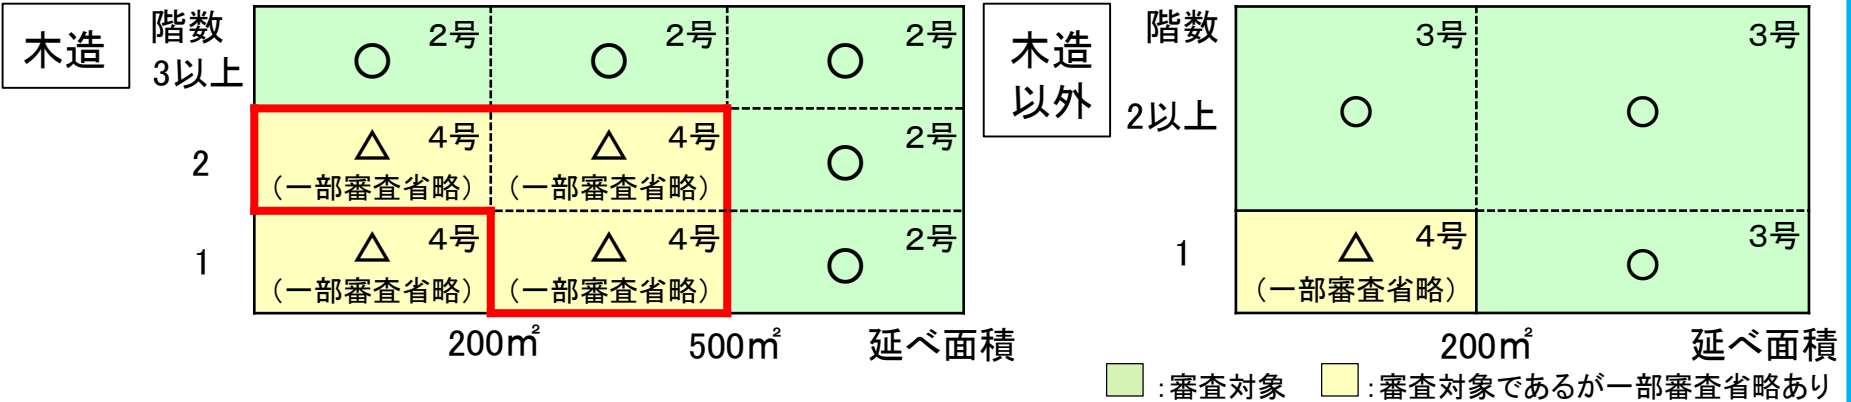 木造
階数
3以上
2号
2号
2号
○
○
○
2
4号
4号
2号
△
△
○
（一部審査省略）
（一部審査省略）
1
4号
4号
2号
△
△
○
（一部審査省略）
（一部審査省略）
200㎡
500㎡
延べ面積
木造
以外
階数
2以上
3号
3号
○
○
1
4号
3号
△
○
（一部審査省略）
200㎡
延べ面積
：審査対象
：審査対象であるが一部審査省略あり